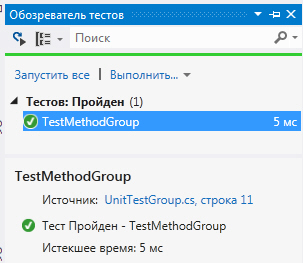 Обозреватель тестов
Поиск
Запустить все | Выполнить...
Тестов: Пройден (1)
TestMethodGroup 5 мс
TestMethodGroup
Источник: UnitTestGroup.cs, строка 11
Тест Пройден - TestMethodGroup
Истекшее время: 5 мс